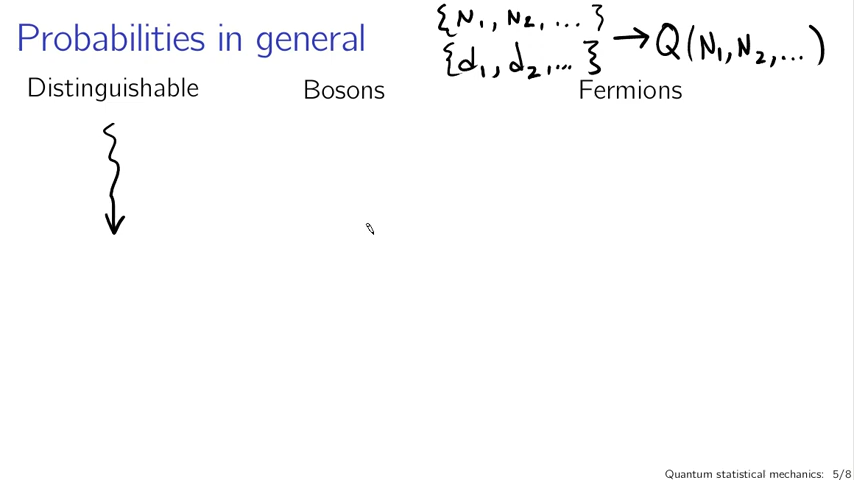 Probabilities in general
{N₁, N₂, ... }
{d₁, d₂, ... } → Q(N₁, N₂, ...)
Distinguishable
Bosons
Fermions
Quantum statistical mechanics: 5/8